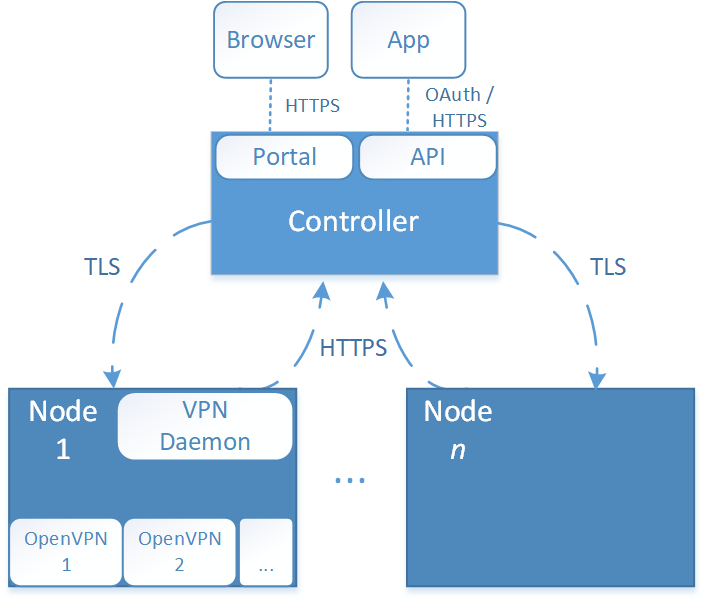 Browser
App
HTTPS
OAuth /
HTTPS
Portal
API
Controller
TLS
TLS
HTTPS
Node
1
VPN
Daemon
Node
n
...
OpenVPN
1
OpenVPN
2
...